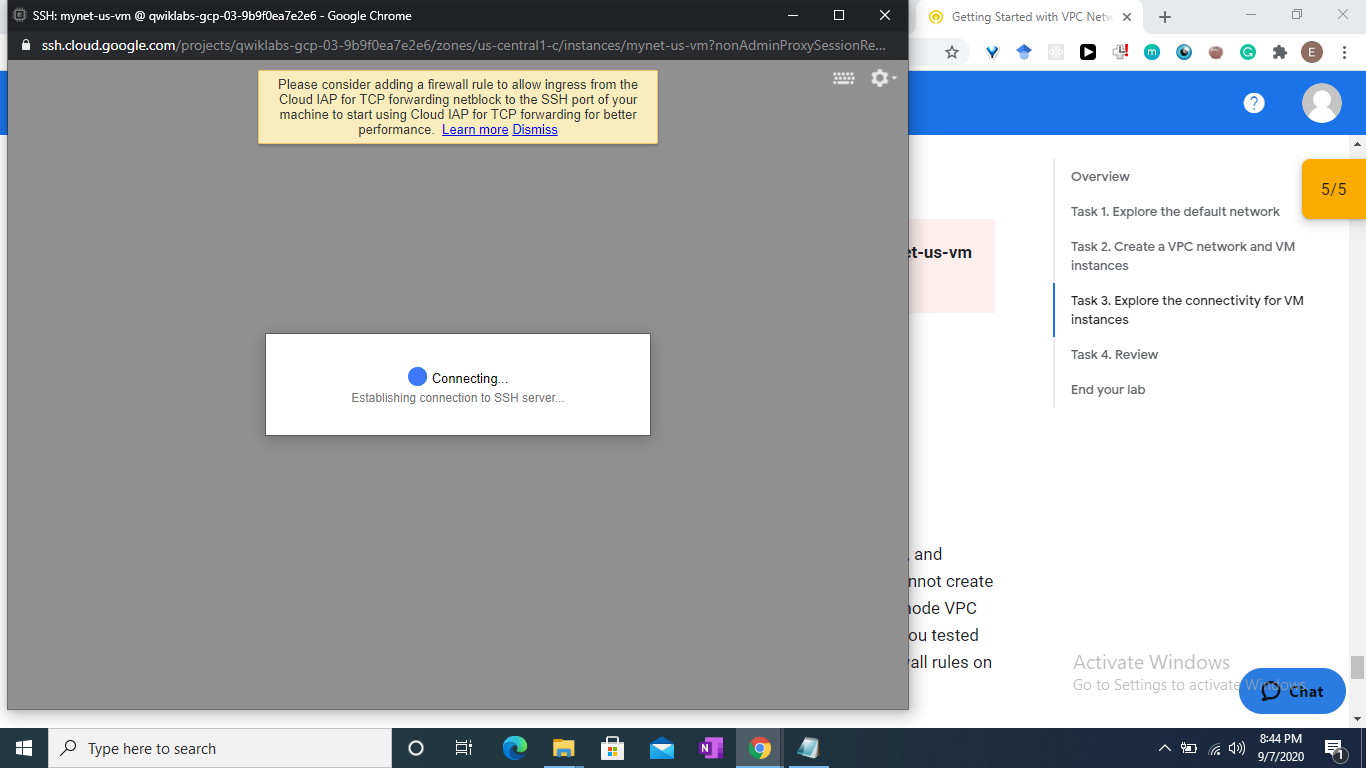 SSH: mynet-us-vm @ qwiklabs-gcp-03-9b9f0ea7e2e6 - Google Chrome
Getting Started with VPC Netw
ssh.cloud.google.com/projects/qwiklabs-gcp-03-9b9f0ea7e2e6/zones/us-central1-c/instances/mynet-us-vm?nonAdminProxySessionRe...
m
G
E
Please consider adding a firewall rule to allow ingress from the
Cloud IAP for TCP forwarding netblock to the SSH port of your
machine to start using Cloud IAP for TCP forwarding for better
performance. Learn more Dismiss
?
Connecting...
Establishing connection to SSH server...
et-us-vm
, and
nnot create
node VPC
ou tested
all rules on
Overview
Task 1. Explore the default network
Task 2. Create a VPC network and VM
instances
Task 3. Explore the connectivity for VM
instances
Task 4. Review
End your lab
5/5
Activate Windows
Go to Settings to activate Windows.
Chat
Type here to search
N
8:44 PM
9/7/2020
1